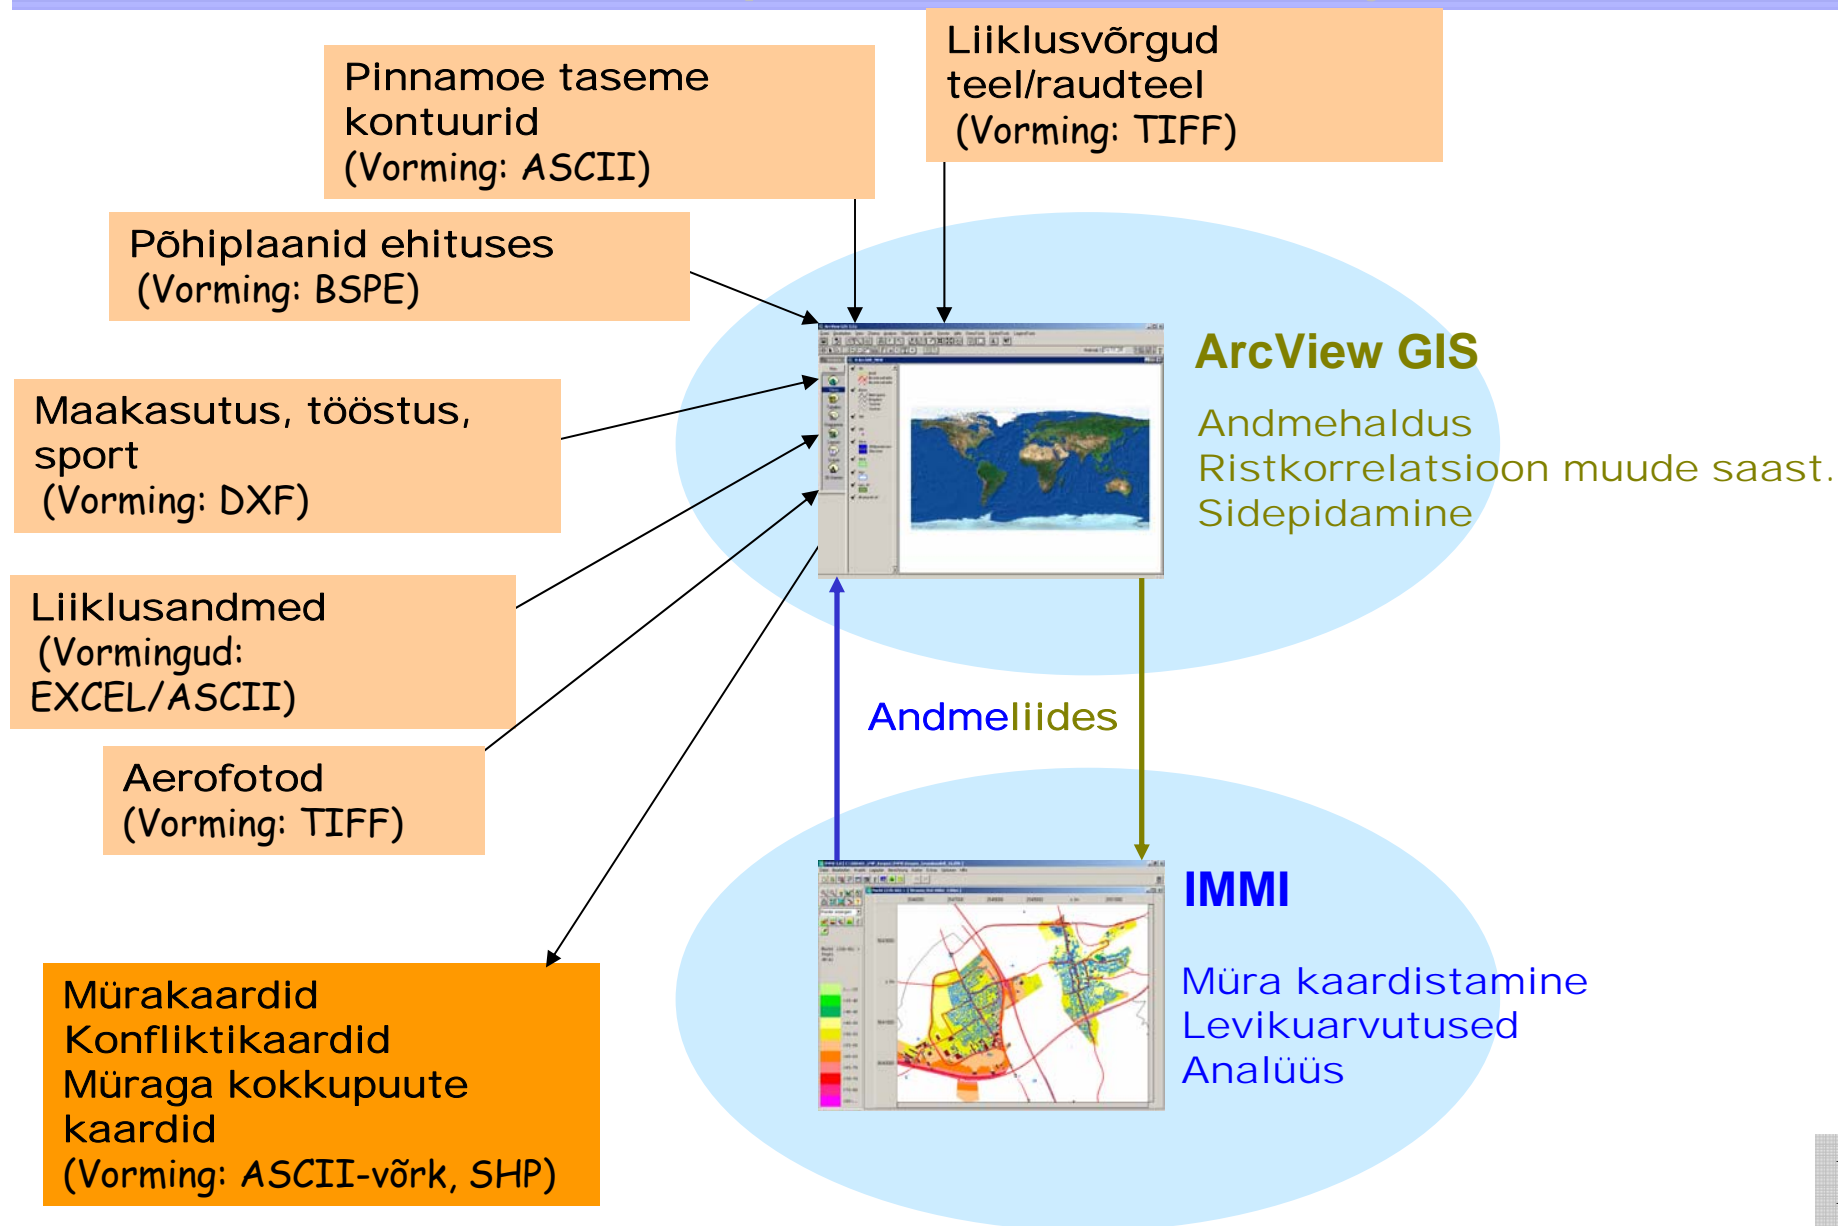 Liiklusvõrgud
teel/raudteel
(Vorming: TIFF)
Pinnamoe taseme
kontuurid
(Vorming: ASCII)
Põhiplaanid ehituses
(Vorming: BSPE)
ArcView GIS
Andmehaldus
Ristkorrelatsioon muude saast.
Sidepidamine
Maakasutus, tööstus,
sport
(Vorming: DXF)
Liiklusandmed
(Vormingud:
EXCEL/ASCII)
Andmeliides
Aerofotod
(Vorming: TIFF)
IMMI
Müra kaardistamine
Levikuarvutused
Analüüs
Mürakaardid
Konfliktikaardid
Müraga kokkupuute
kaardid
(Vorming: ASCII-võrk, SHP)